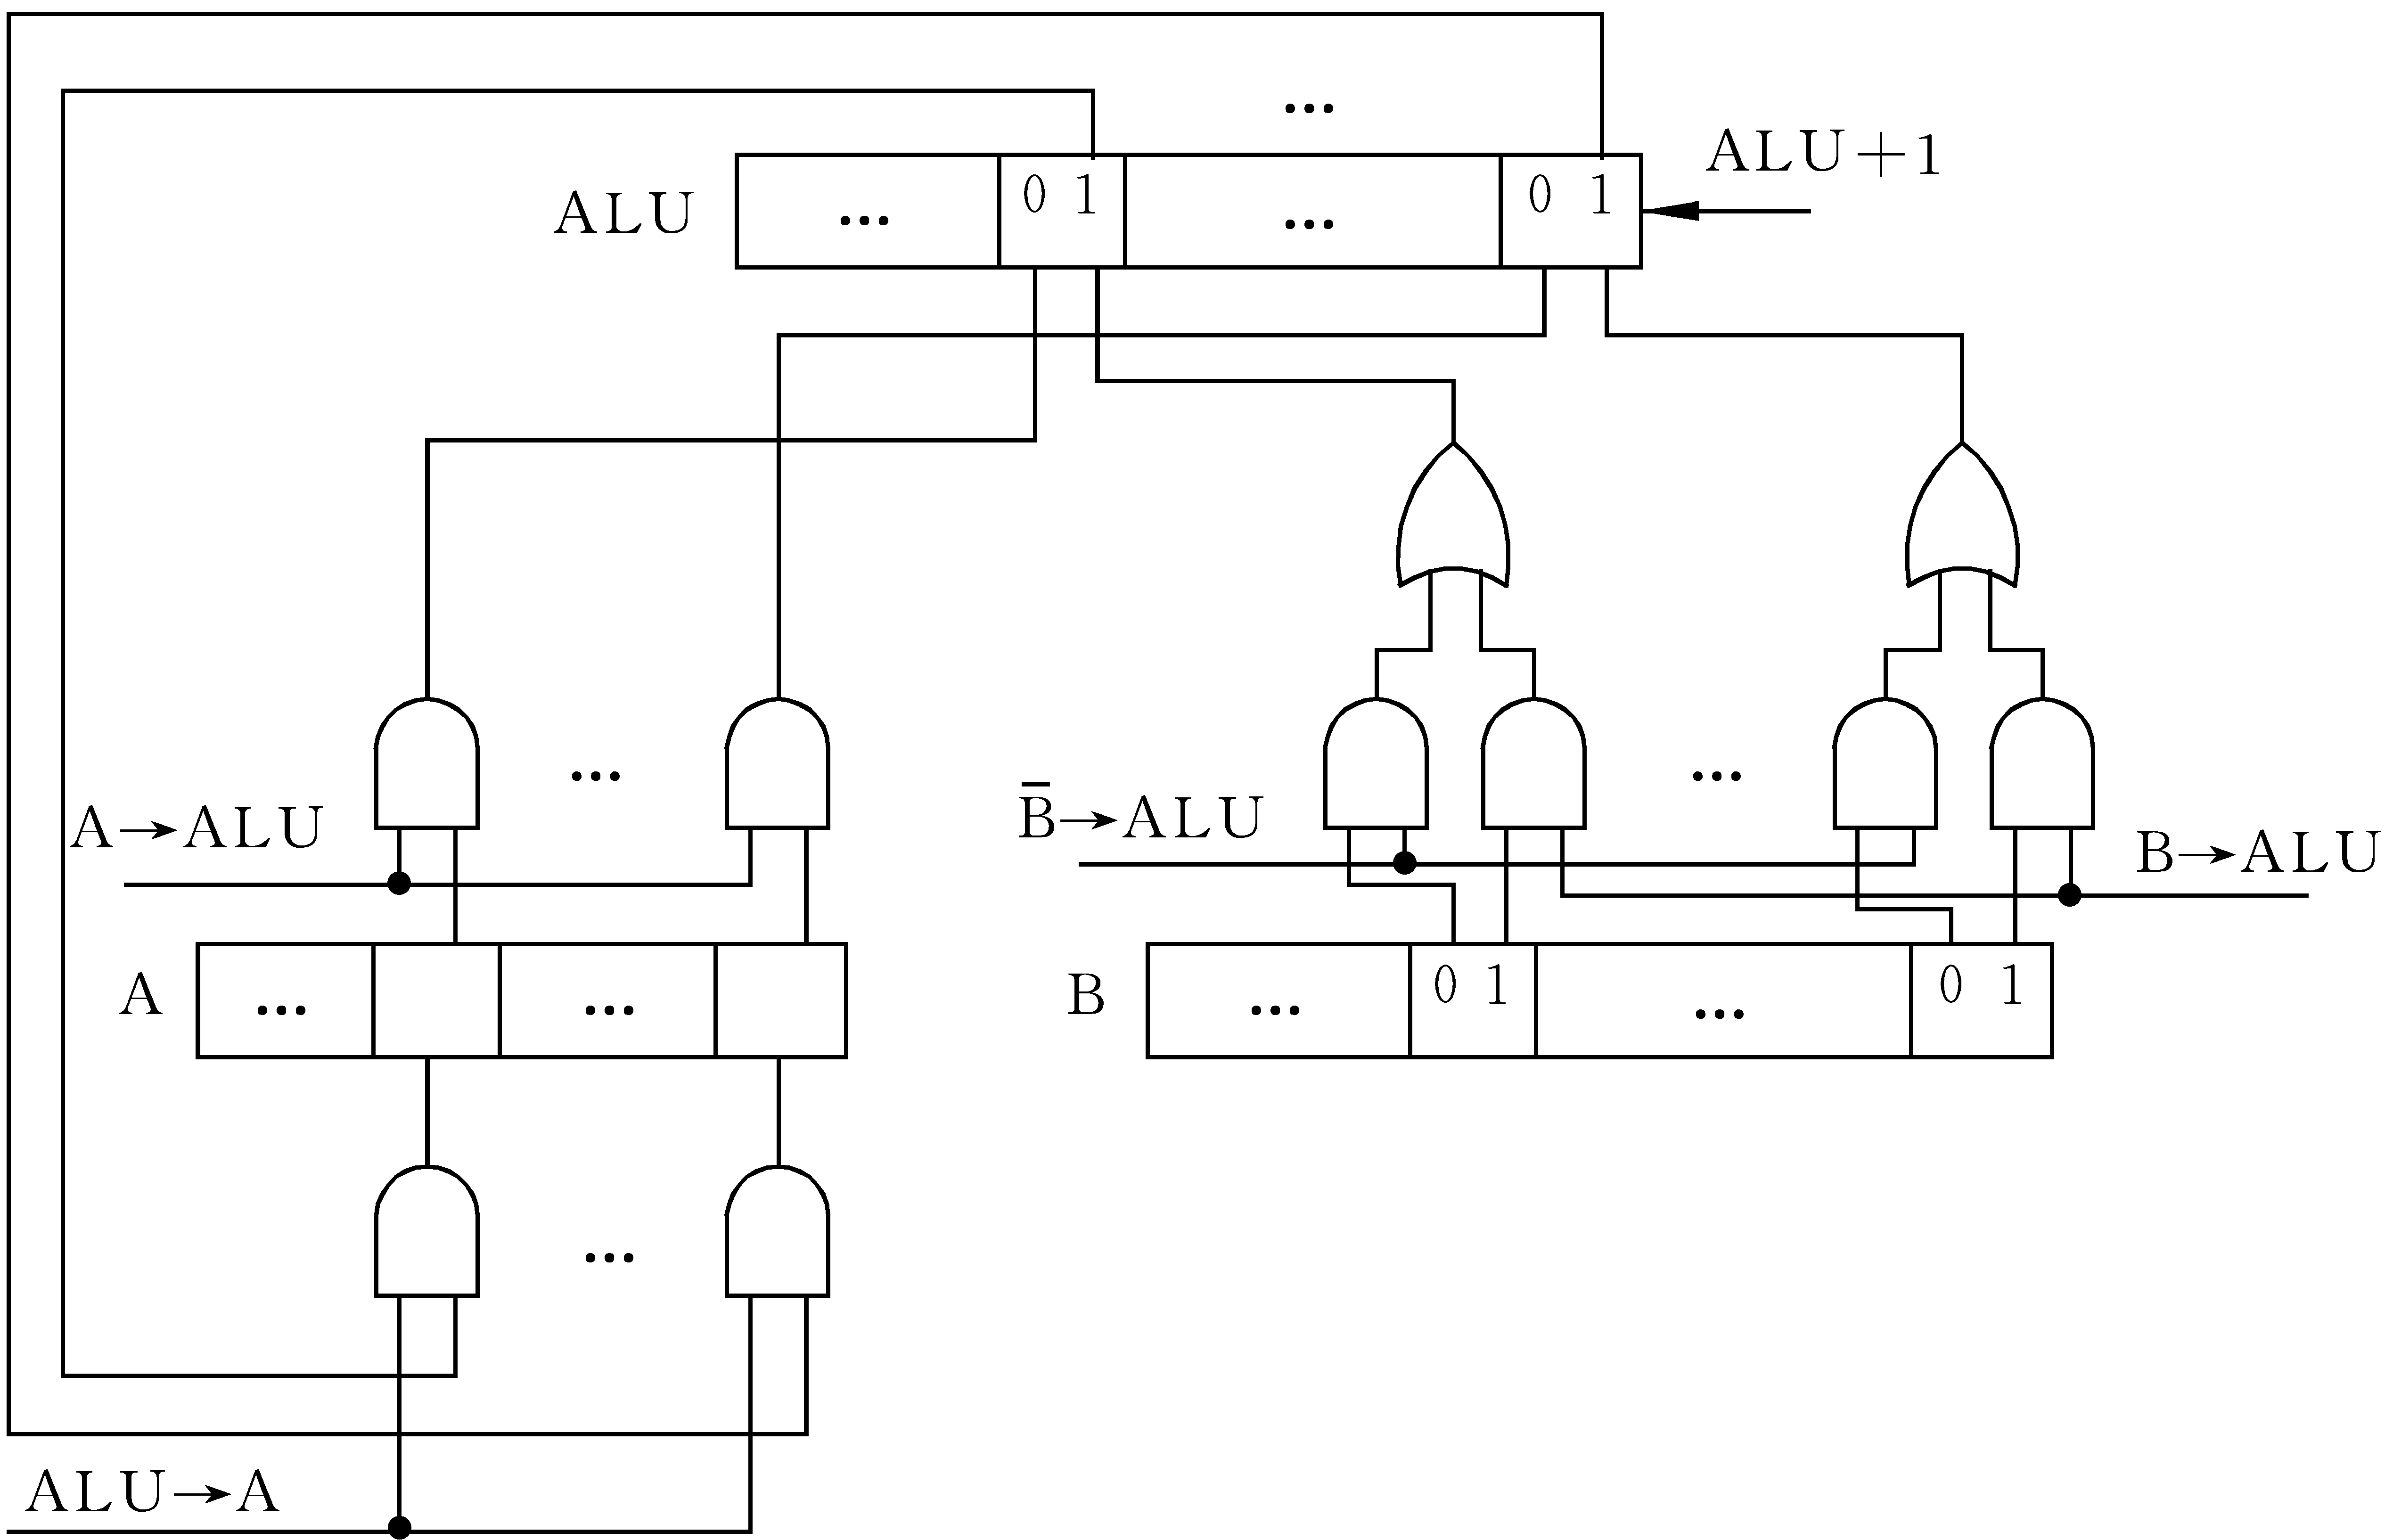 ...
ALU+1
ALU ... 0 1 ... 0 1
... ...
A→ALU B̅→ALU B→ALU
A ... ... B ... 0 1 ... 0 1
...
ALU→A